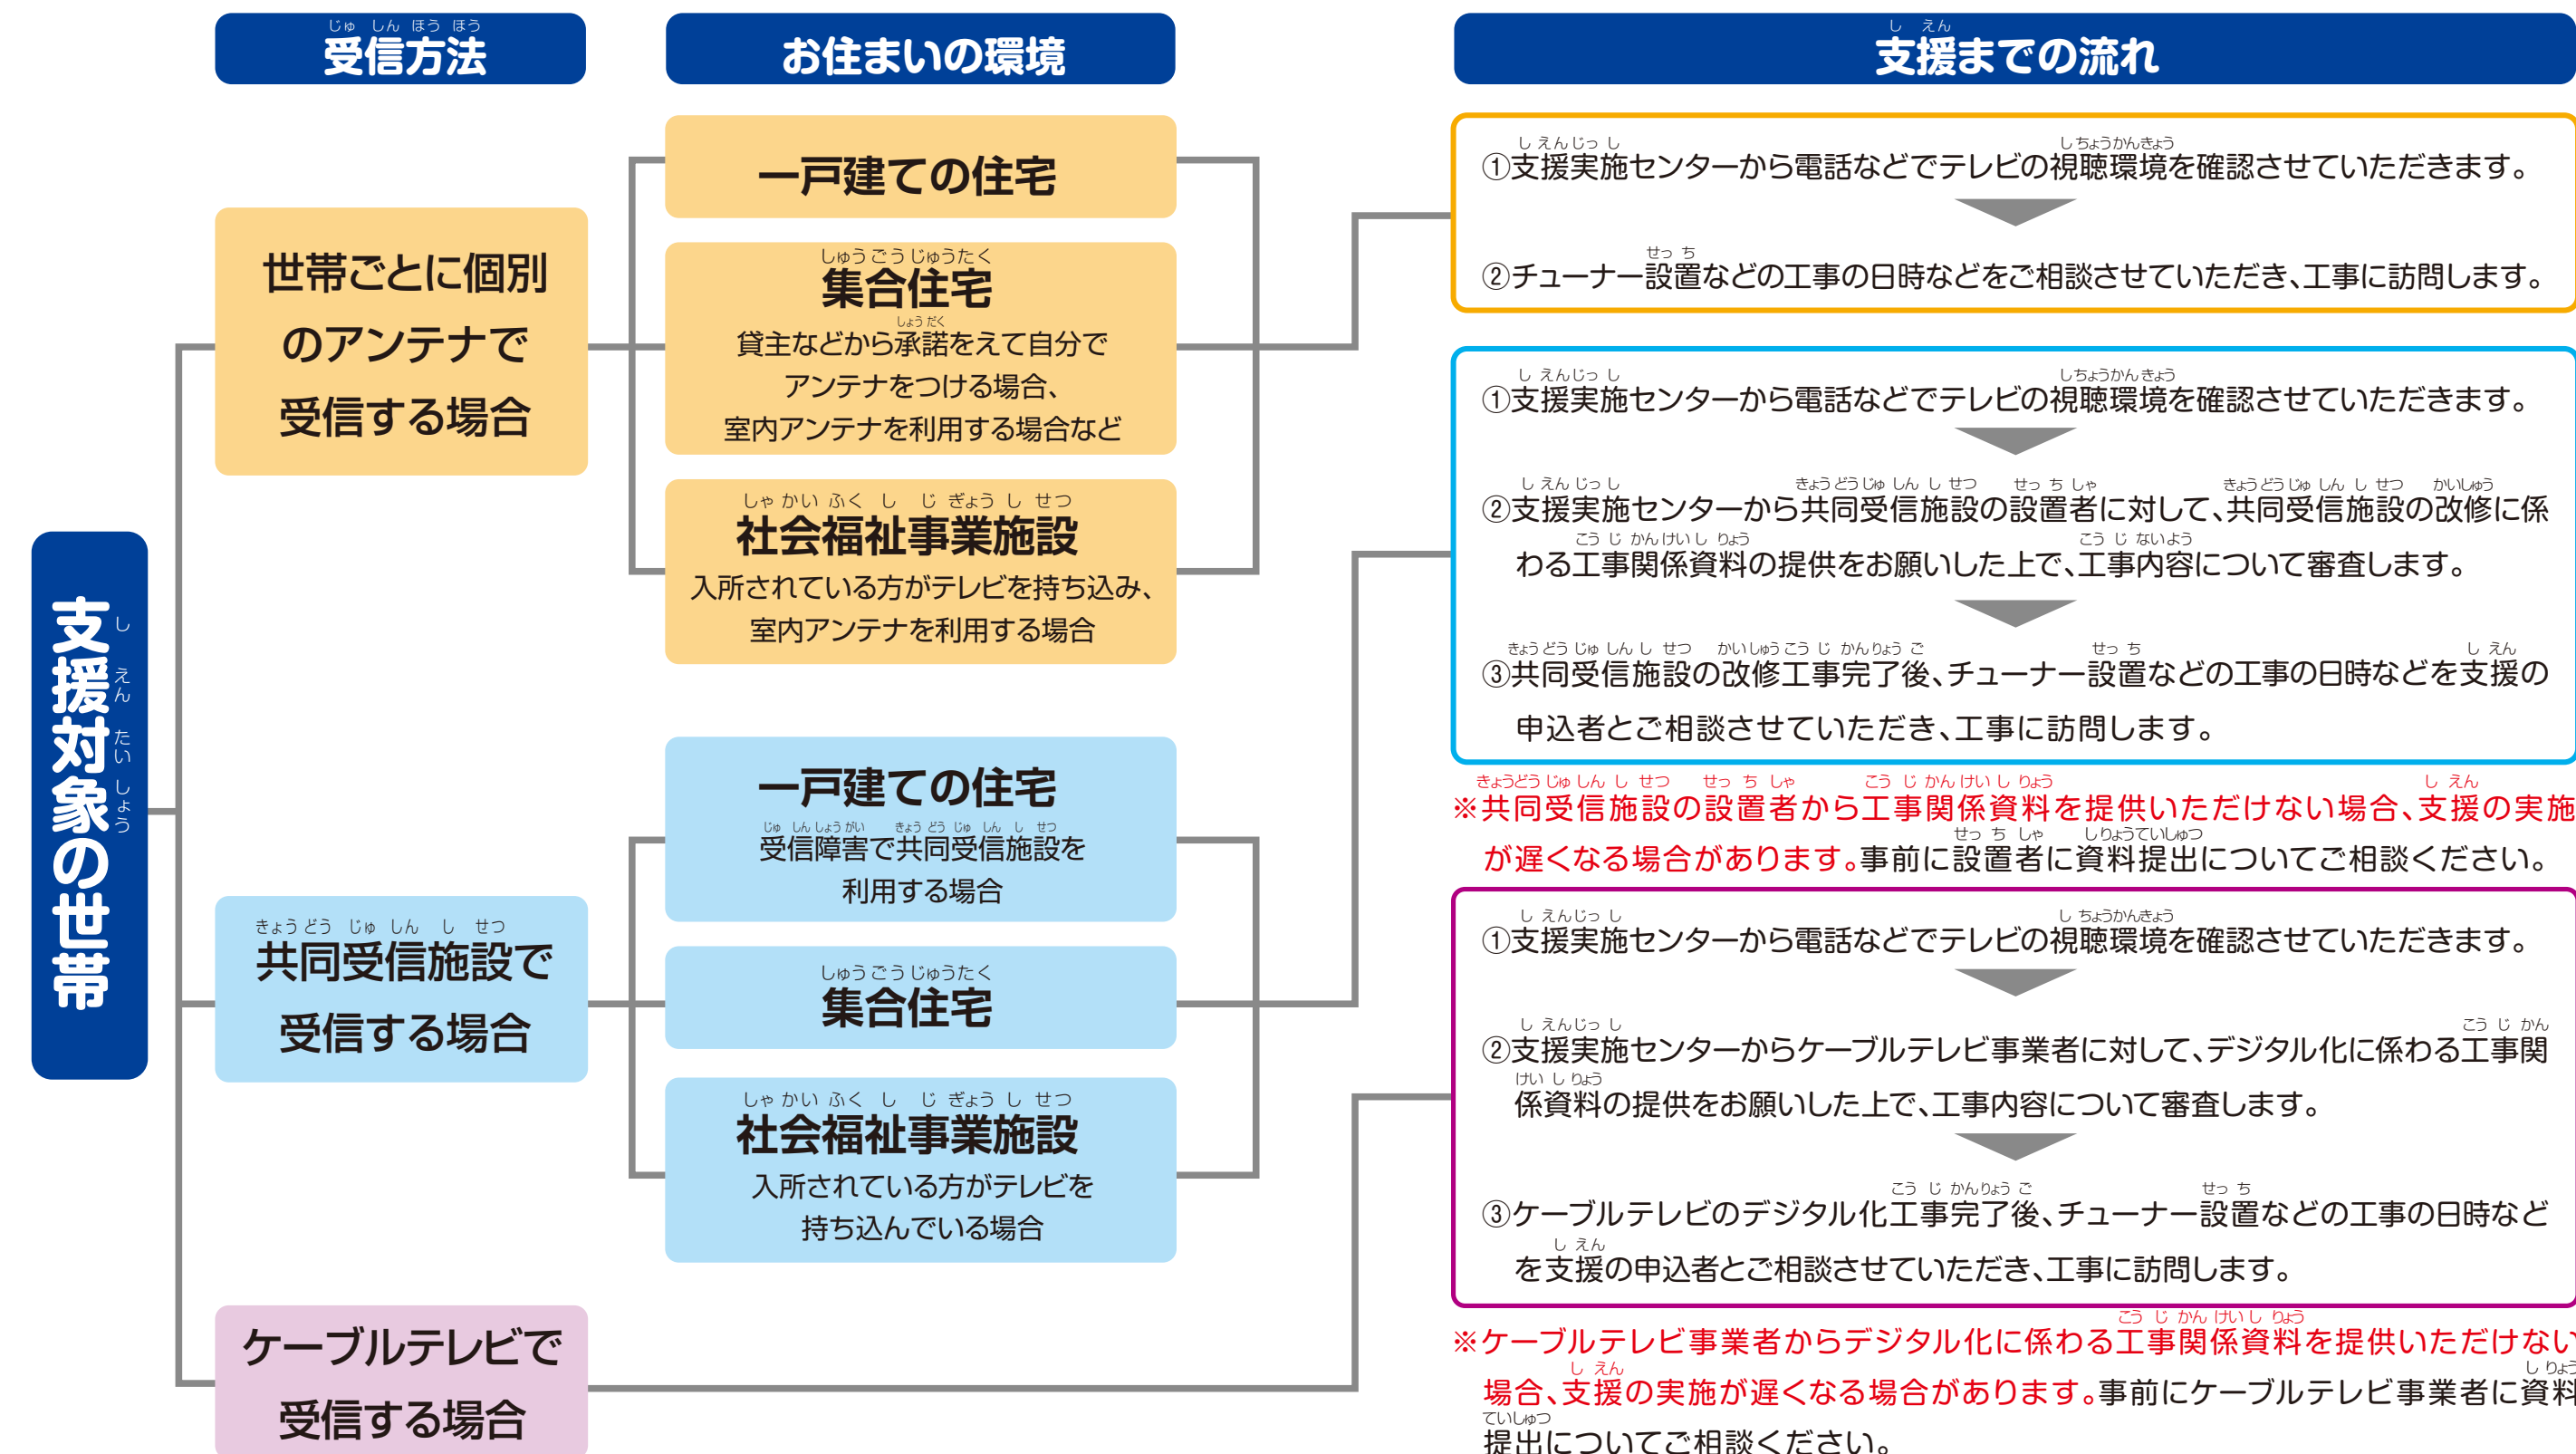 受信方法
お住まいの環境
支援までの流れ
支援対象の世帯
世帯ごとに個別
のアンテナで
受信する場合
一戸建ての住宅
集合住宅
貸主などから承諾をえて自分で
アンテナをつける場合、
室内アンテナを利用する場合など
社会福祉事業施設
入所されている方がテレビを持ち込み、
室内アンテナを利用する場合
①支援実施センターから電話などでテレビの視聴環境を確認させていただきます。
②チューナー設置などの工事の日時などをご相談させていただき、工事に訪問します。
共同受信施設で
受信する場合
一戸建ての住宅
受信障害で共同受信施設を
利用する場合
集合住宅
社会福祉事業施設
入所されている方がテレビを
持ち込んでいる場合
①支援実施センターから電話などでテレビの視聴環境を確認させていただきます。
②支援実施センターから共同受信施設の設置者に対して、共同受信施設の改修に係
わる工事関係資料の提供をお願いした上で、工事内容について審査します。
③共同受信施設の改修工事完了後、チューナー設置などの工事の日時などを支援の
申込者とご相談させていただき、工事に訪問します。
※共同受信施設の設置者から工事関係資料を提供いただけない場合、支援の実施
が遅くなる場合があります。事前に設置者に資料提出についてご相談ください。
ケーブルテレビで
受信する場合
①支援実施センターから電話などでテレビの視聴環境を確認させていただきます。
②支援実施センターからケーブルテレビ事業者に対して、デジタル化に係わる工事関
係資料の提供をお願いした上で、工事内容について審査します。
③ケーブルテレビのデジタル化工事完了後、チューナー設置などの工事の日時など
を支援の申込者とご相談させていただき、工事に訪問します。
※ケーブルテレビ事業者からデジタル化に係わる工事関係資料を提供いただけない
場合、支援の実施が遅くなる場合があります。事前にケーブルテレビ事業者に資料
提出についてご相談ください。